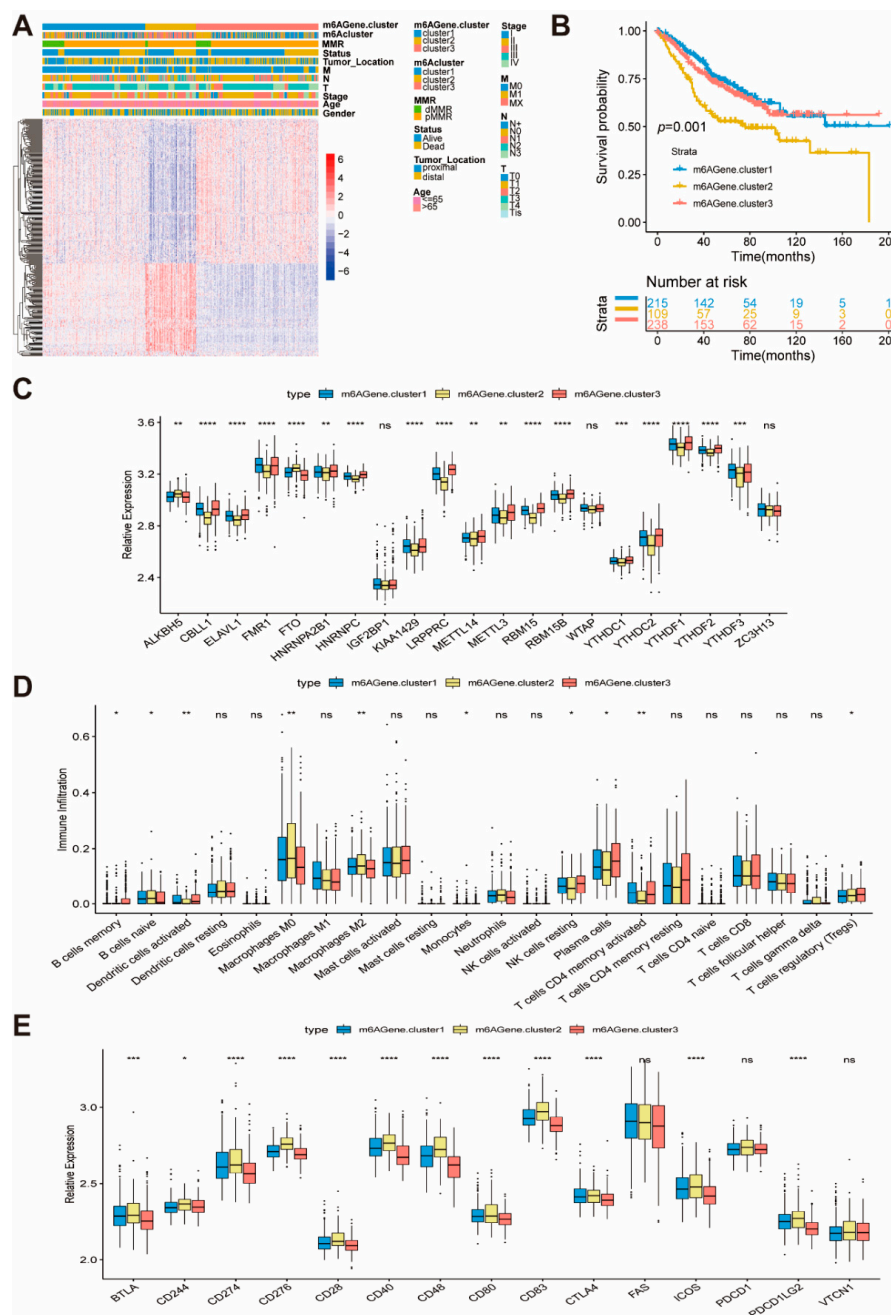 A
m6AGene.cluster
m6Acluster
MMR
Status
Tumor_Location
M
N
T
Stage
Age
Gender
6
4
2
0
−2
−4
−6
m6AGene.cluster
cluster1
cluster2
cluster3
m6Acluster
cluster1
cluster2
cluster3
MMR
dMMR
pMMR
Status
Alive
Dead
Tumor_Location
proximal
distal
Age
<=65
>65
Stage
I
II
III
IV
M
M0
M1
MX
N
N+
N0
N1
N2
N3
T
T0
T1
T2
T3
T4
Tis
B
Survival probability
1.00
0.75
0.50
0.25
0.00
p=0.001
Strata
m6AGene.cluster1
m6AGene.cluster2
m6AGene.cluster3
0 40 80 120 160 200
Time(months)
Number at risk
Strata
215 142 54 19 5 1
109 57 25 9 3 0
238 153 62 15 2 0
0 40 80 120 160 200
Time(months)
C
type m6AGene.cluster1 m6AGene.cluster2 m6AGene.cluster3
Relative Expression
3.6
3.2
2.8
2.4
** **** **** **** **** ** **** ns **** **** ** ** **** **** ns *** **** **** **** *** ns
ALKBH5
CBLL1
ELAVL1
FMR1
FTO
HNRNPA2B1
HNRNPC
IGF2BP1
KIAA1429
LRPPRC
METTL14
METTL3
RBM15
RBM15B
WTAP
YTHDC1
YTHDC2
YTHDF1
YTHDF2
YTHDF3
ZC3H13
D
type m6AGene.cluster1 m6AGene.cluster2 m6AGene.cluster3
Immune Infiltration
0.6
0.4
0.2
0.0
* * ** ns ns ** ns ** ns ns * ns ns * * ** ns ns ns ns ns *
B cells memory
B cells naive
Dendritic cells activated
Dendritic cells resting
Eosinophils
Macrophages M0
Macrophages M1
Macrophages M2
Mast cells activated
Mast cells resting
Monocytes
Neutrophils
NK cells activated
NK cells resting
Plasma cells
T cells CD4 memory activated
T cells CD4 memory resting
T cells CD4 naive
T cells CD8
T cells follicular helper
T cells gamma delta
T cells regulatory (Tregs)
E
type m6AGene.cluster1 m6AGene.cluster2 m6AGene.cluster3
Relative Expression
3.0
2.5
2.0
*** * **** **** **** **** **** **** **** **** ns **** ns **** ns
BTLA
CD244
CD274
CD276
CD28
CD40
CD48
CD80
CD83
CTLA4
FAS
ICOS
PDCD1
PDCD1LG2
VTCN1